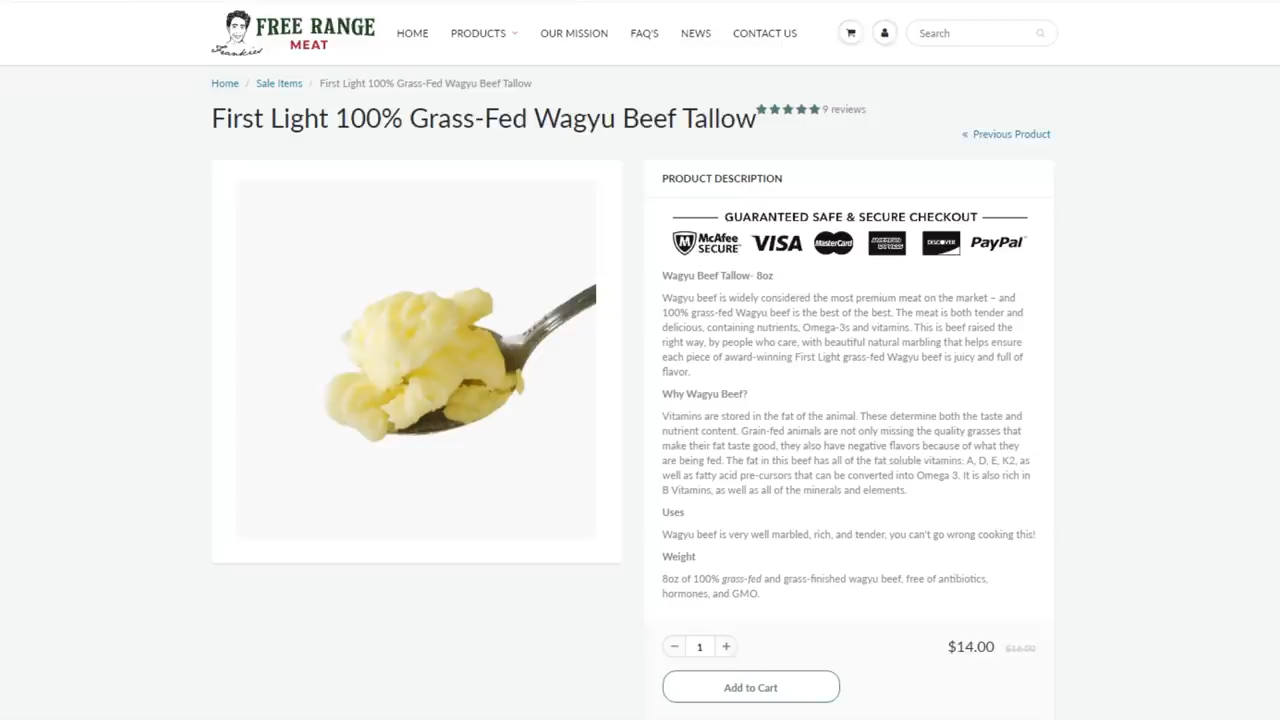 FREE RANGE
MEAT
Frankies
HOME
PRODUCTS
OUR MISSION
FAQ'S
NEWS
CONTACT US
Search
Home / Sale Items / First Light 100% Grass-Fed Wagyu Beef Tallow
First Light 100% Grass-Fed Wagyu Beef Tallow
9 reviews
« Previous Product
PRODUCT DESCRIPTION
GUARANTEED SAFE & SECURE CHECKOUT
McAfee SECURE
VISA
MasterCard
AMERICAN EXPRESS
DISCOVER
PayPal
Wagyu Beef Tallow- 8oz
Wagyu beef is widely considered the most premium meat on the market – and
100% grass-fed Wagyu beef is the best of the best. The meat is both tender and
delicious, containing nutrients, Omega-3s and vitamins. This is beef raised the
right way, by people who care, with beautiful natural marbling that helps ensure
each piece of award-winning First Light grass-fed Wagyu beef is juicy and full of
flavor.
Why Wagyu Beef?
Vitamins are stored in the fat of the animal. These determine both the taste and
nutrient content. Grain-fed animals are not only missing the quality grasses that
make their fat taste good, they also have negative flavors because of what they
are being fed. The fat in this beef has all of the fat soluble vitamins: A, D, E, K2, as
well as fatty acid pre-cursors that can be converted into Omega 3. It is also rich in
B Vitamins, as well as all of the minerals and elements.
Uses
Wagyu beef is very well marbled, rich, and tender, you can't go wrong cooking this!
Weight
8oz of 100% grass-fed and grass-finished wagyu beef, free of antibiotics,
hormones, and GMO.
− 1 +
$14.00 $16.00
Add to Cart